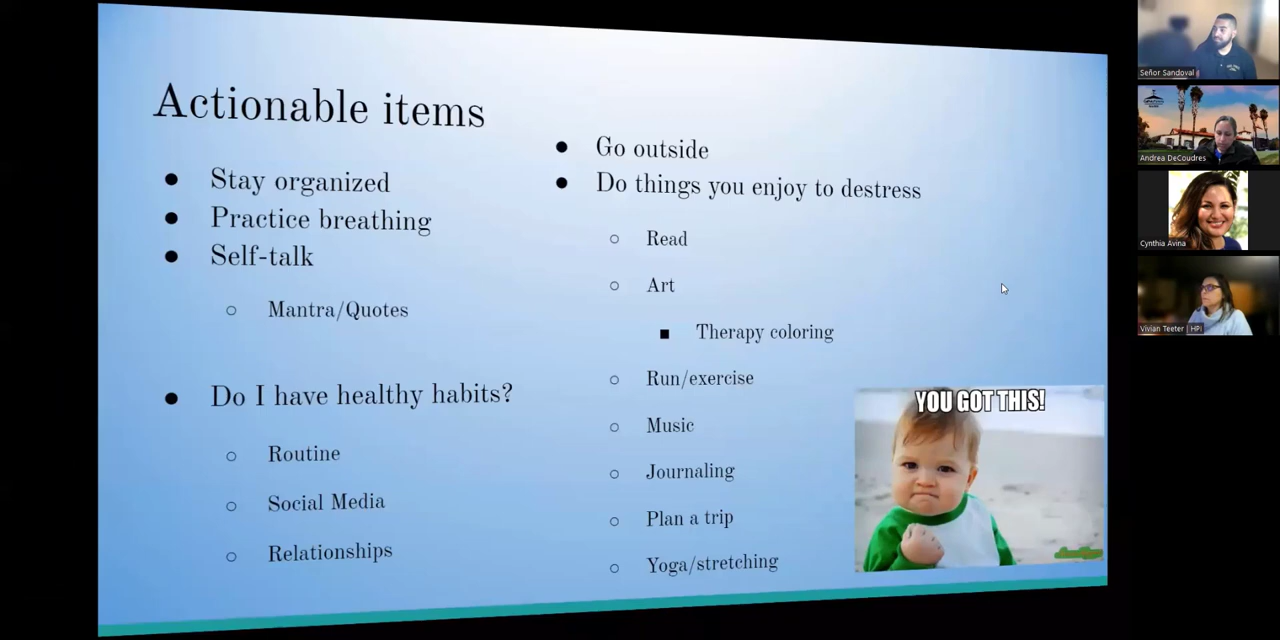 Actionable items
Stay organized
Practice breathing
Self-talk
Mantra/Quotes
Do I have healthy habits?
Routine
Social Media
Relationships
Go outside
Do things you enjoy to destress
Read
Art
Therapy coloring
Run/exercise
Music
Journaling
Plan a trip
Yoga/stretching
YOU GOT THIS!
Señor Sandoval
Andrea DeCoudres
Cynthia Avina
Vivian Teeter | HPI